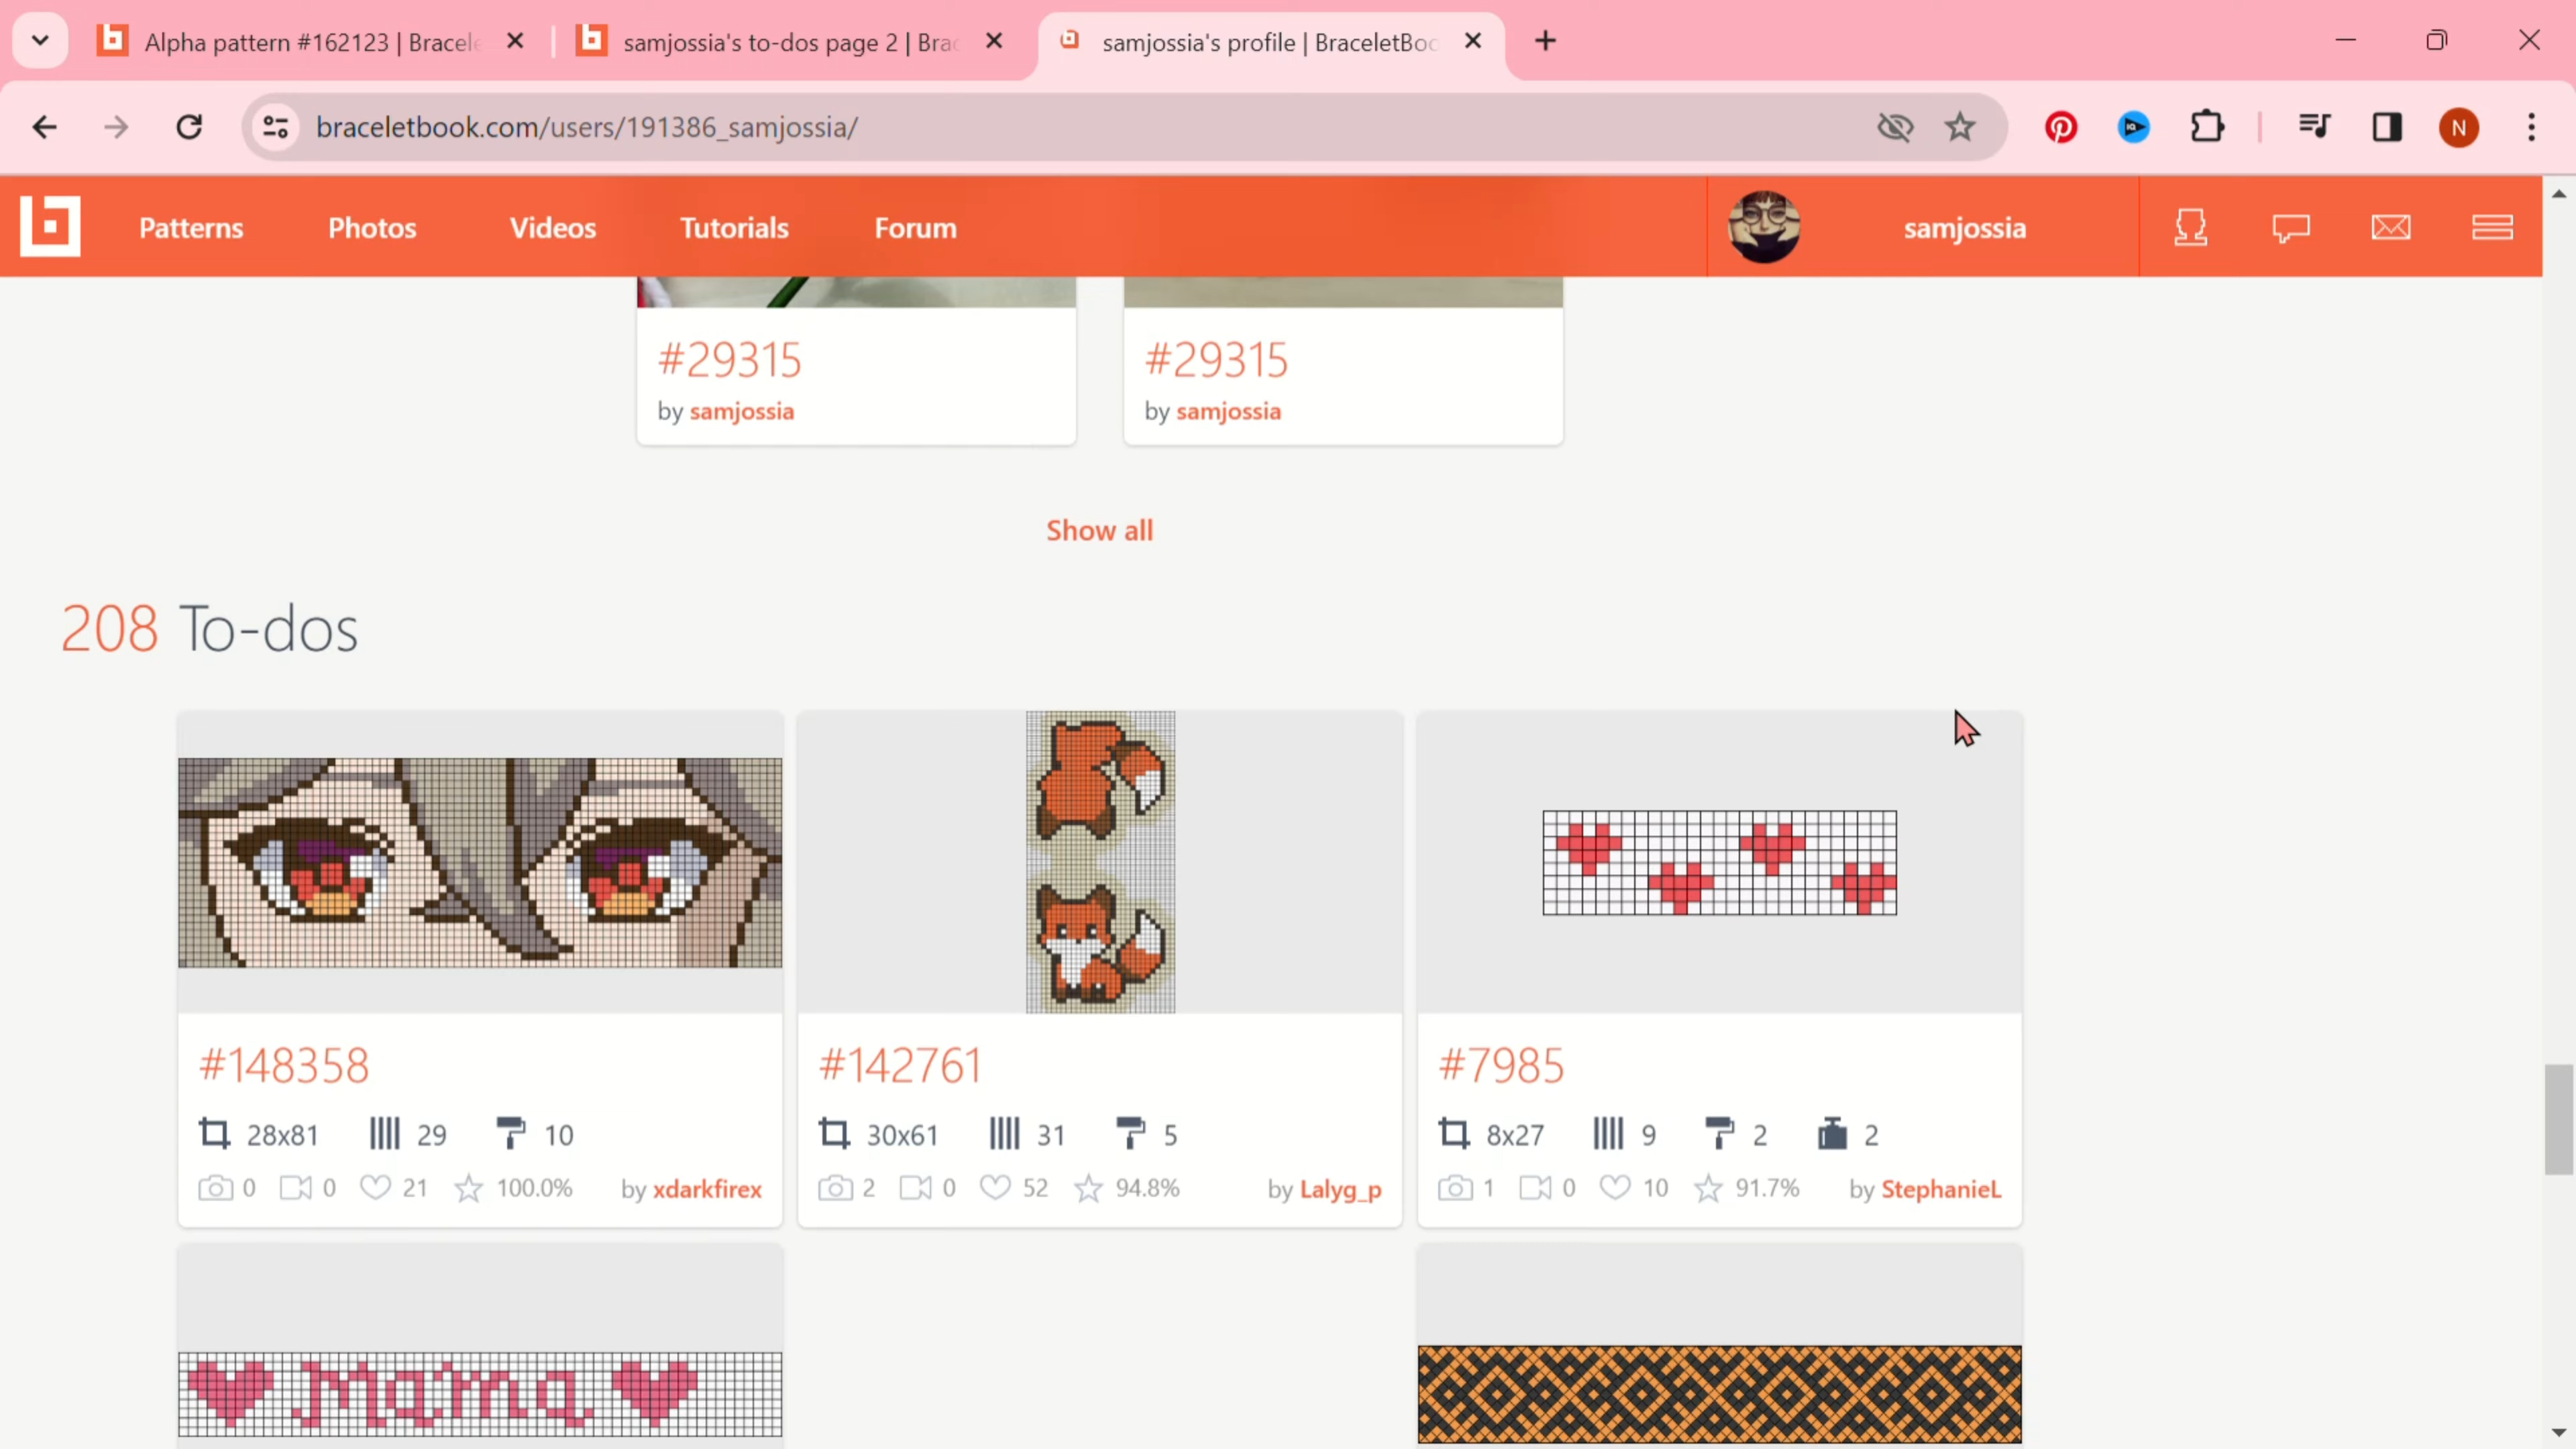 Alpha pattern #162123 | Bracele
samjossia's to-dos page 2 | Brac
samjossia's profile | BraceletBoo
braceletbook.com/users/191386_samjossia/
N
Patterns Photos Videos Tutorials Forum samjossia
#29315
by samjossia
#29315
by samjossia
Show all
208 To-dos
#148358
28x81 29 10
0 0 21 100.0% by xdarkfirex
#142761
30x61 31 5
2 0 52 94.8% by Lalyg_p
#7985
8x27 9 2 2
1 0 10 91.7% by StephanieL
Mama